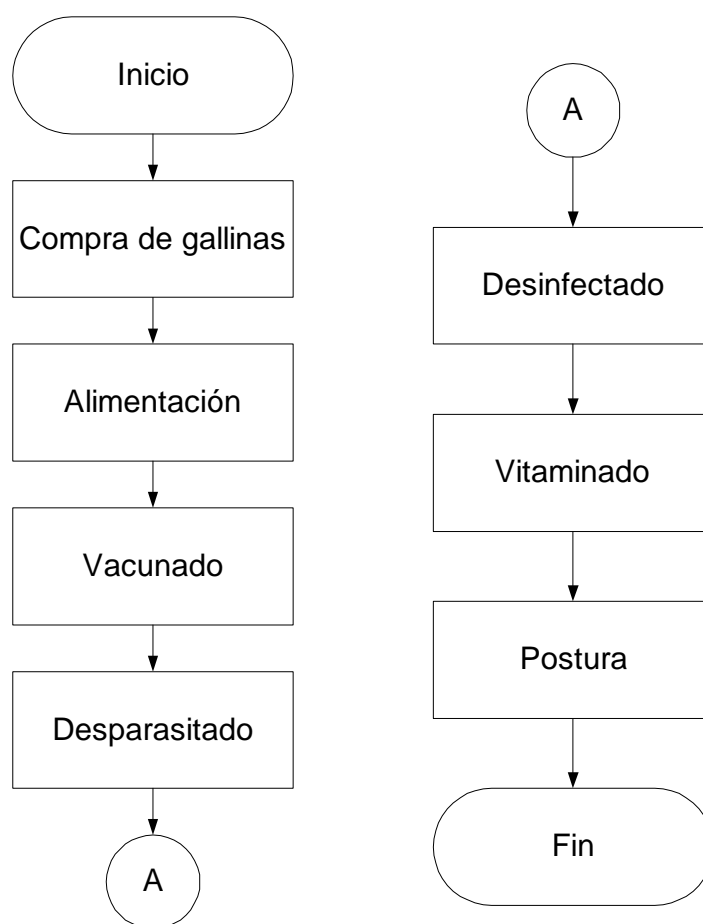 Inicio
Compra de gallinas
Alimentación
Vacunado
Desparasitado
A
A
Desinfectado
Vitaminado
Postura
Fin